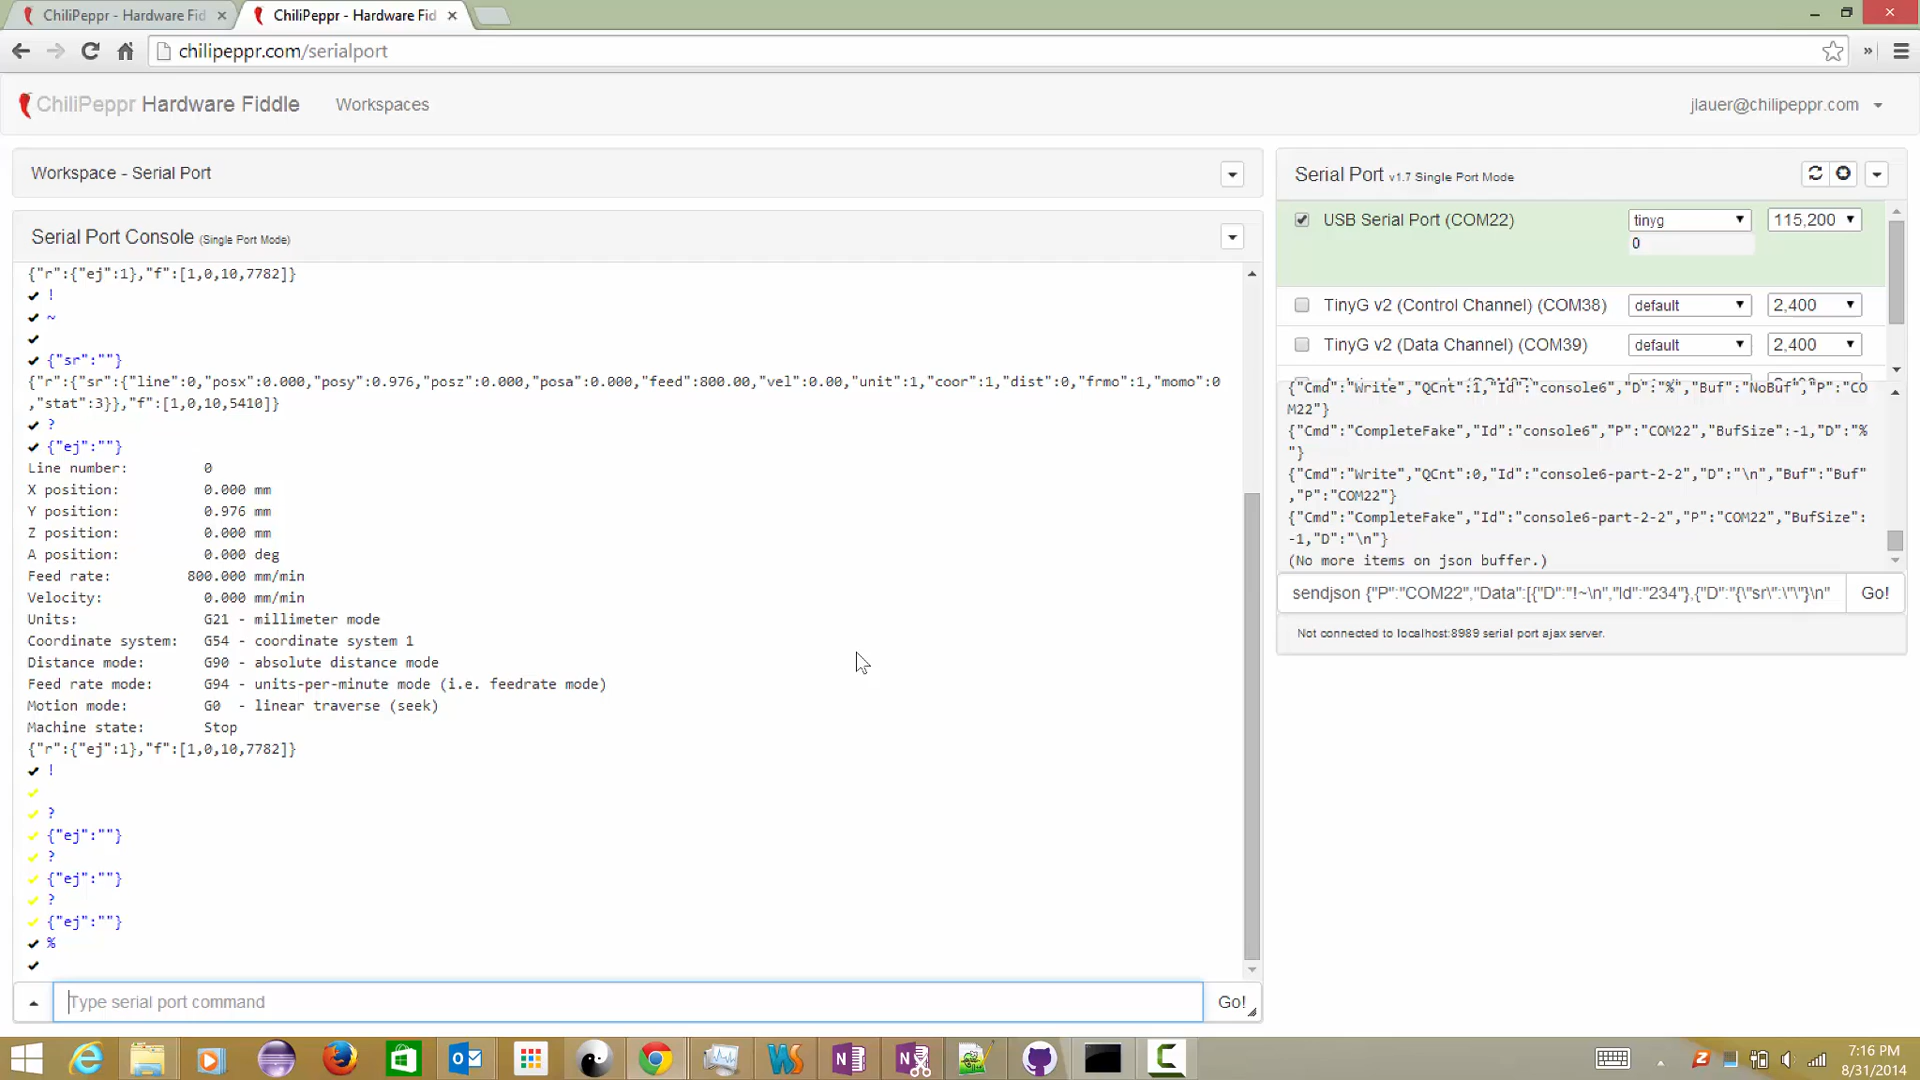 ChiliPeppr - Hardware Fid
ChiliPeppr - Hardware Fid
chilipeppr.com/serialport
ChiliPeppr Hardware Fiddle
Workspaces
jlauer@chilipeppr.com
Workspace - Serial Port
Serial Port Console (Single Port Mode)
{"r":{"ej":1},"f":[1,0,10,7782]}
!
~
{"sr":""}
{"r":{"sr":{"line":0,"posx":0.000,"posy":0.976,"posz":0.000,"posa":0.000,"feed":800.00,"vel":0.00,"unit":1,"coor":1,"dist":0,"frmo":1,"momo":0
,"stat":3}},"f":[1,0,10,5410]}
?
{"ej":""}
Line number: 0
X position: 0.000 mm
Y position: 0.976 mm
Z position: 0.000 mm
A position: 0.000 deg
Feed rate: 800.000 mm/min
Velocity: 0.000 mm/min
Units: G21 - millimeter mode
Coordinate system: G54 - coordinate system 1
Distance mode: G90 - absolute distance mode
Feed rate mode: G94 - units-per-minute mode (i.e. feedrate mode)
Motion mode: G0 - linear traverse (seek)
Machine state: Stop
{"r":{"ej":1},"f":[1,0,10,7782]}
!
?
{"ej":""}
?
{"ej":""}
?
{"ej":""}
%
Type serial port command
Go!
Serial Port v1.7 Single Port Mode
USB Serial Port (COM22) tinyg 115,200
0
TinyG v2 (Control Channel) (COM38) default 2,400
TinyG v2 (Data Channel) (COM39) default 2,400
{"Cmd":"Write","QCnt":1,"Id":"console6","D":"%","Buf":"NoBuf","P":"CO
M22"}
{"Cmd":"CompleteFake","Id":"console6","P":"COM22","BufSize":-1,"D":"%
"}
{"Cmd":"Write","QCnt":0,"Id":"console6-part-2-2","D":"\n","Buf":"Buf"
,"P":"COM22"}
{"Cmd":"CompleteFake","Id":"console6-part-2-2","P":"COM22","BufSize":
-1,"D":"\n"}
(No more items on json buffer.)
sendjson {"P":"COM22","Data":[{"D":"!~\n","Id":"234"},{"D":"{\"sr\":\"\"}\n"
Go!
Not connected to localhost:8989 serial port ajax server.
7:16 PM
8/31/2014